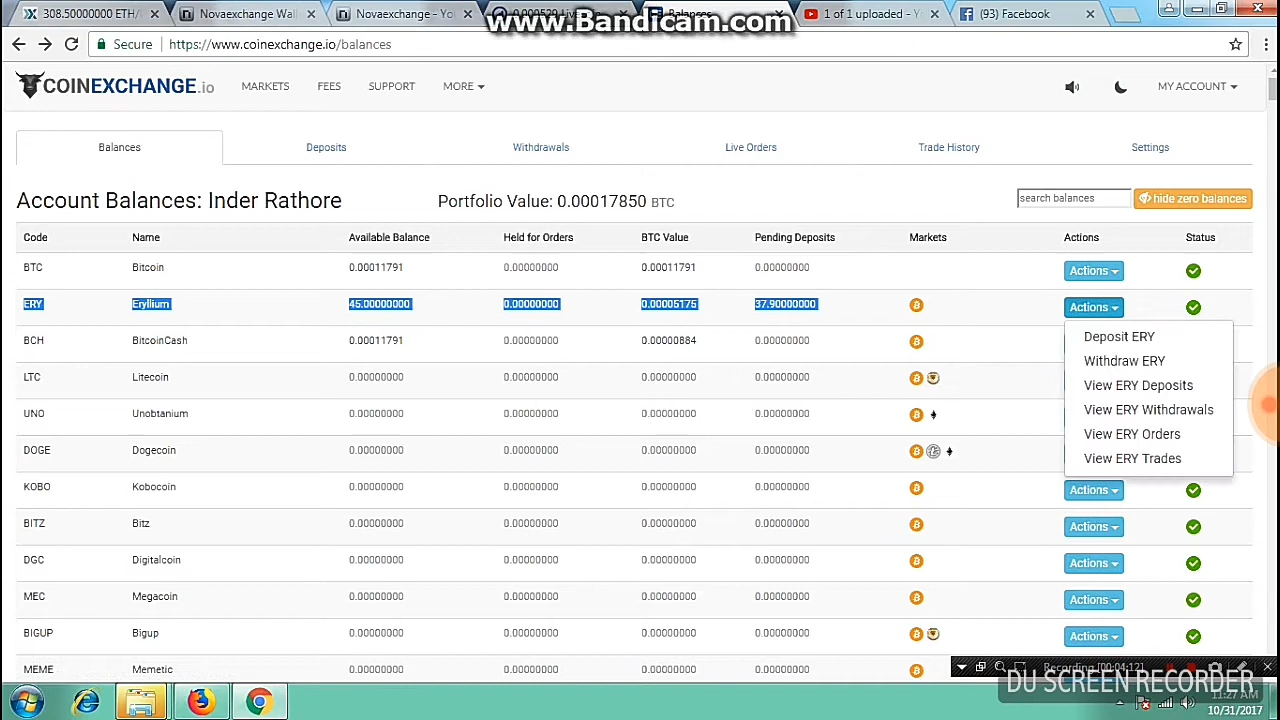 308.50000000 ETH/E
Novaexchange Wal
Novaexchange - Yo
Balances
1 of 1 uploaded - Y
(93) Facebook
www.Bandicam.com
Secure https://www.coinexchange.io/balances
COINEXCHANGE.io MARKETS FEES SUPPORT MORE MY ACCOUNT
Balances Deposits Withdrawals Live Orders Trade History Settings
Account Balances: Inder Rathore Portfolio Value: 0.00017850 BTC search balances hide zero balances
Code Name Available Balance Held for Orders BTC Value Pending Deposits Markets Actions Status
BTC Bitcoin 0.00011791 0.00000000 0.00011791 0.00000000 Actions
ERY Eryllium 45.00000000 0.00000000 0.00005175 37.90000000 Actions
Deposit ERY
Withdraw ERY
View ERY Deposits
View ERY Withdrawals
View ERY Orders
View ERY Trades
BCH BitcoinCash 0.00011791 0.00000000 0.00000884 0.00000000
LTC Litecoin 0.00000000 0.00000000 0.00000000 0.00000000
UNO Unobtanium 0.00000000 0.00000000 0.00000000 0.00000000
DOGE Dogecoin 0.00000000 0.00000000 0.00000000 0.00000000
KOBO Kobocoin 0.00000000 0.00000000 0.00000000 0.00000000 Actions
BITZ Bitz 0.00000000 0.00000000 0.00000000 0.00000000 Actions
DGC Digitalcoin 0.00000000 0.00000000 0.00000000 0.00000000 Actions
MEC Megacoin 0.00000000 0.00000000 0.00000000 0.00000000 Actions
BIGUP Bigup 0.00000000 0.00000000 0.00000000 0.00000000 Actions
MEME Memetic 0.00000000 0.00000000 0.00000000 0.00000000
Recording [00:04:12]
DU SCREEN RECORDER
11:27 AM
10/31/2017